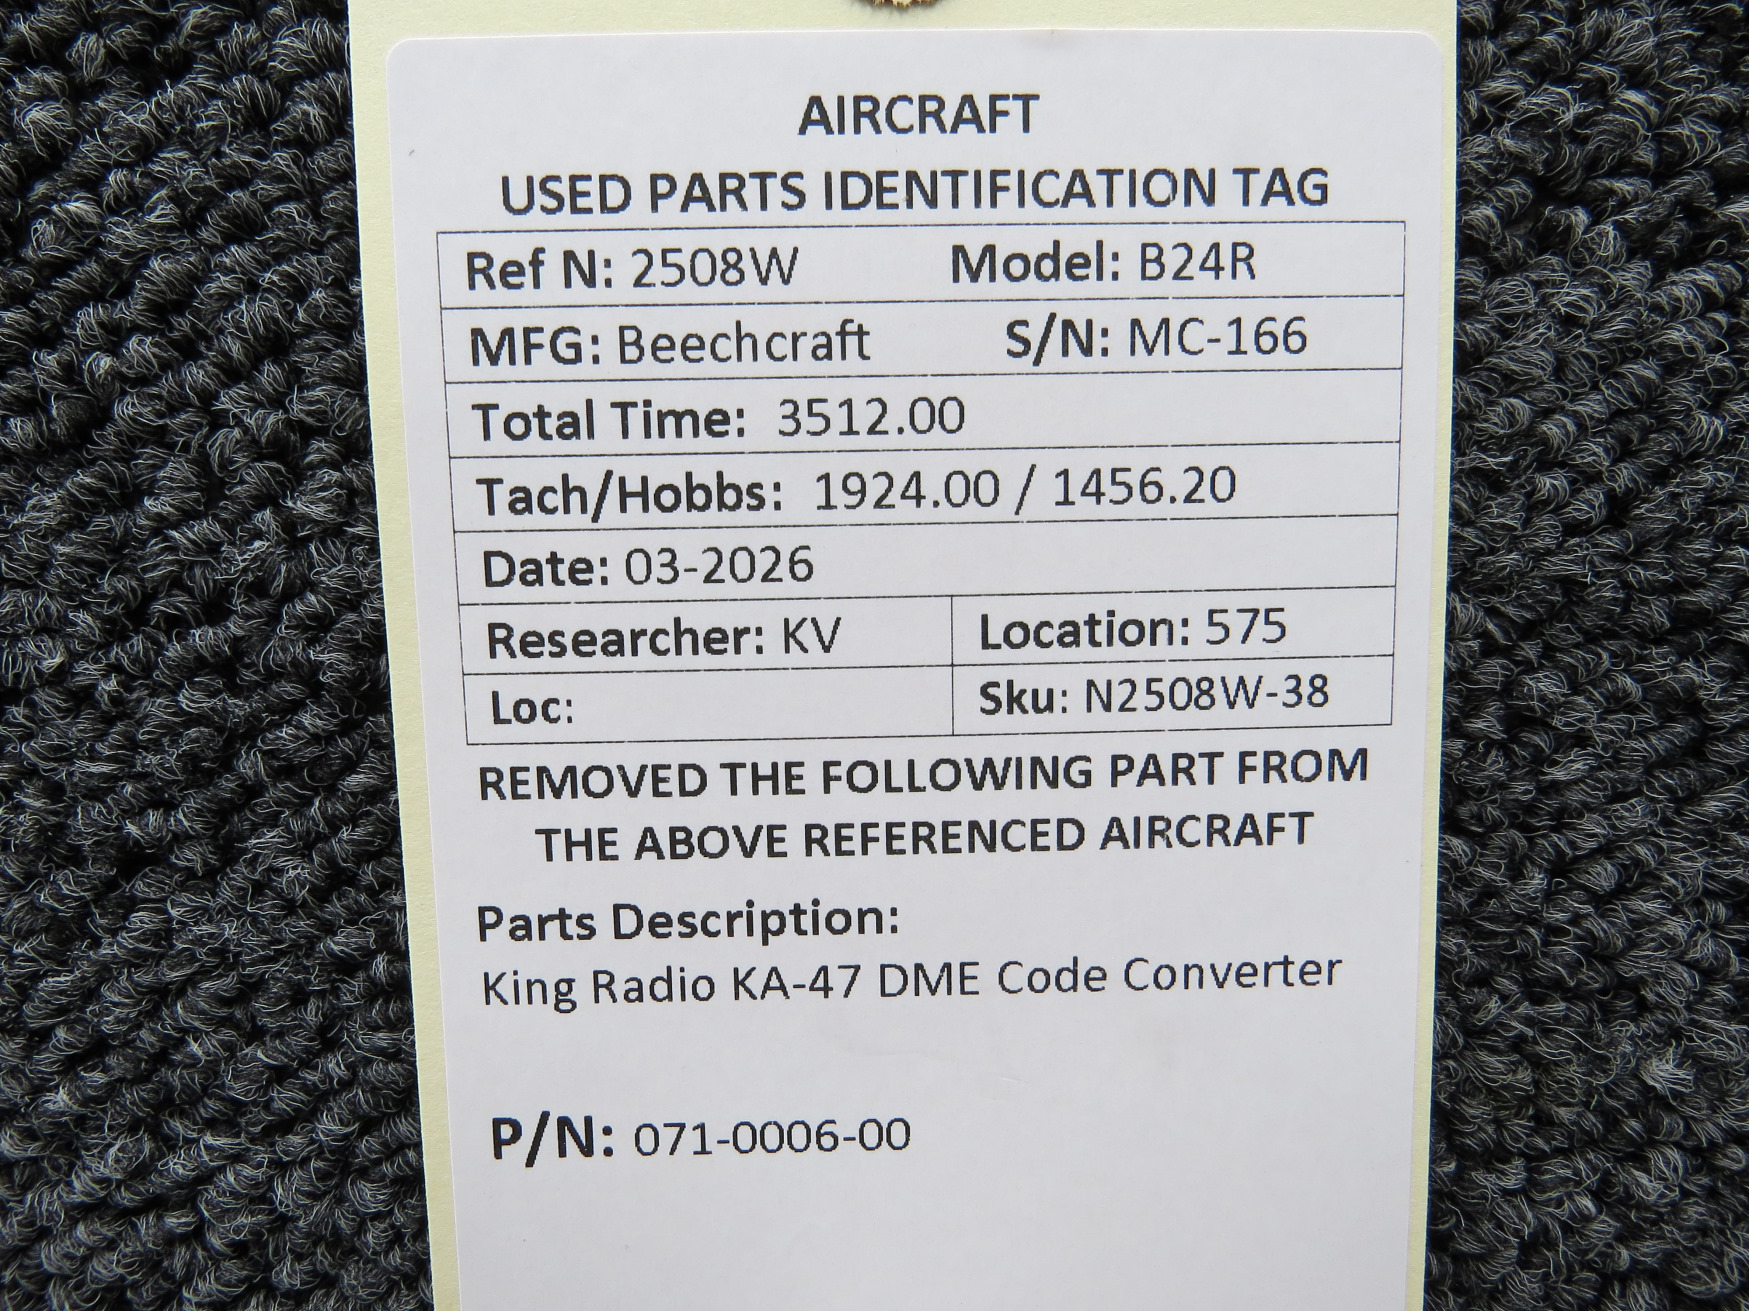 AIRCRAFT
USED PARTS IDENTIFICATION TAG
Ref N: 2508W Model: B24R
MFG: Beechcraft S/N: MC-166
Total Time: 3512.00
Tach/Hobbs: 1924.00 / 1456.20
Date: 03-2026
Researcher: KV Location: 575
Loc: Sku: N2508W-38
REMOVED THE FOLLOWING PART FROM
THE ABOVE REFERENCED AIRCRAFT
Parts Description:
King Radio KA-47 DME Code Converter
P/N: 071-0006-00